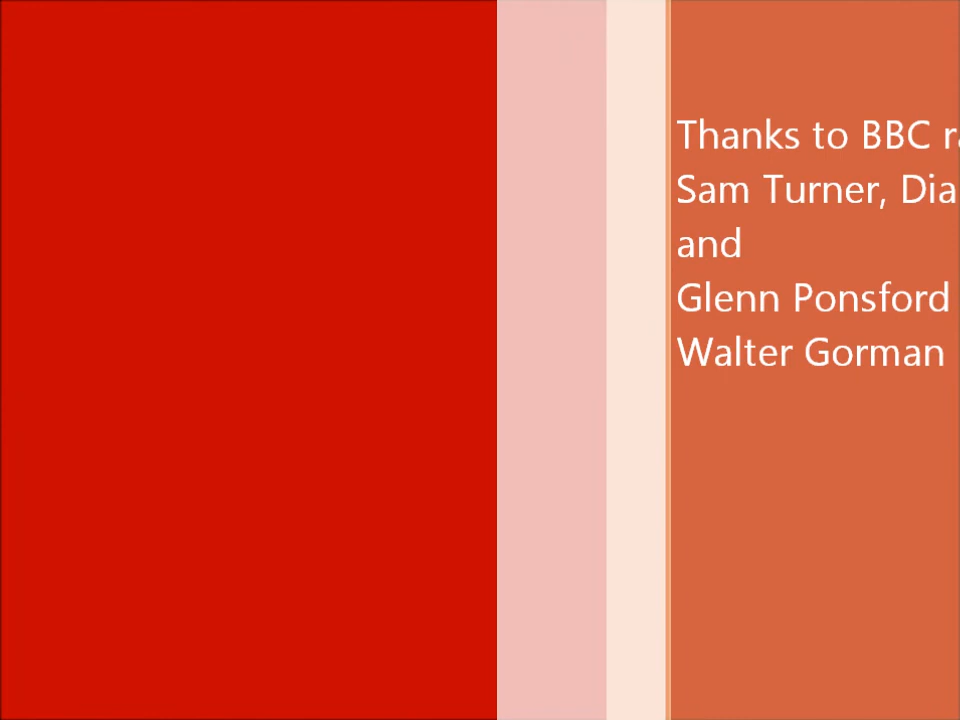 Thanks to BBC
Sam Turner,
and
Glenn Ponsford
Walter Gorman